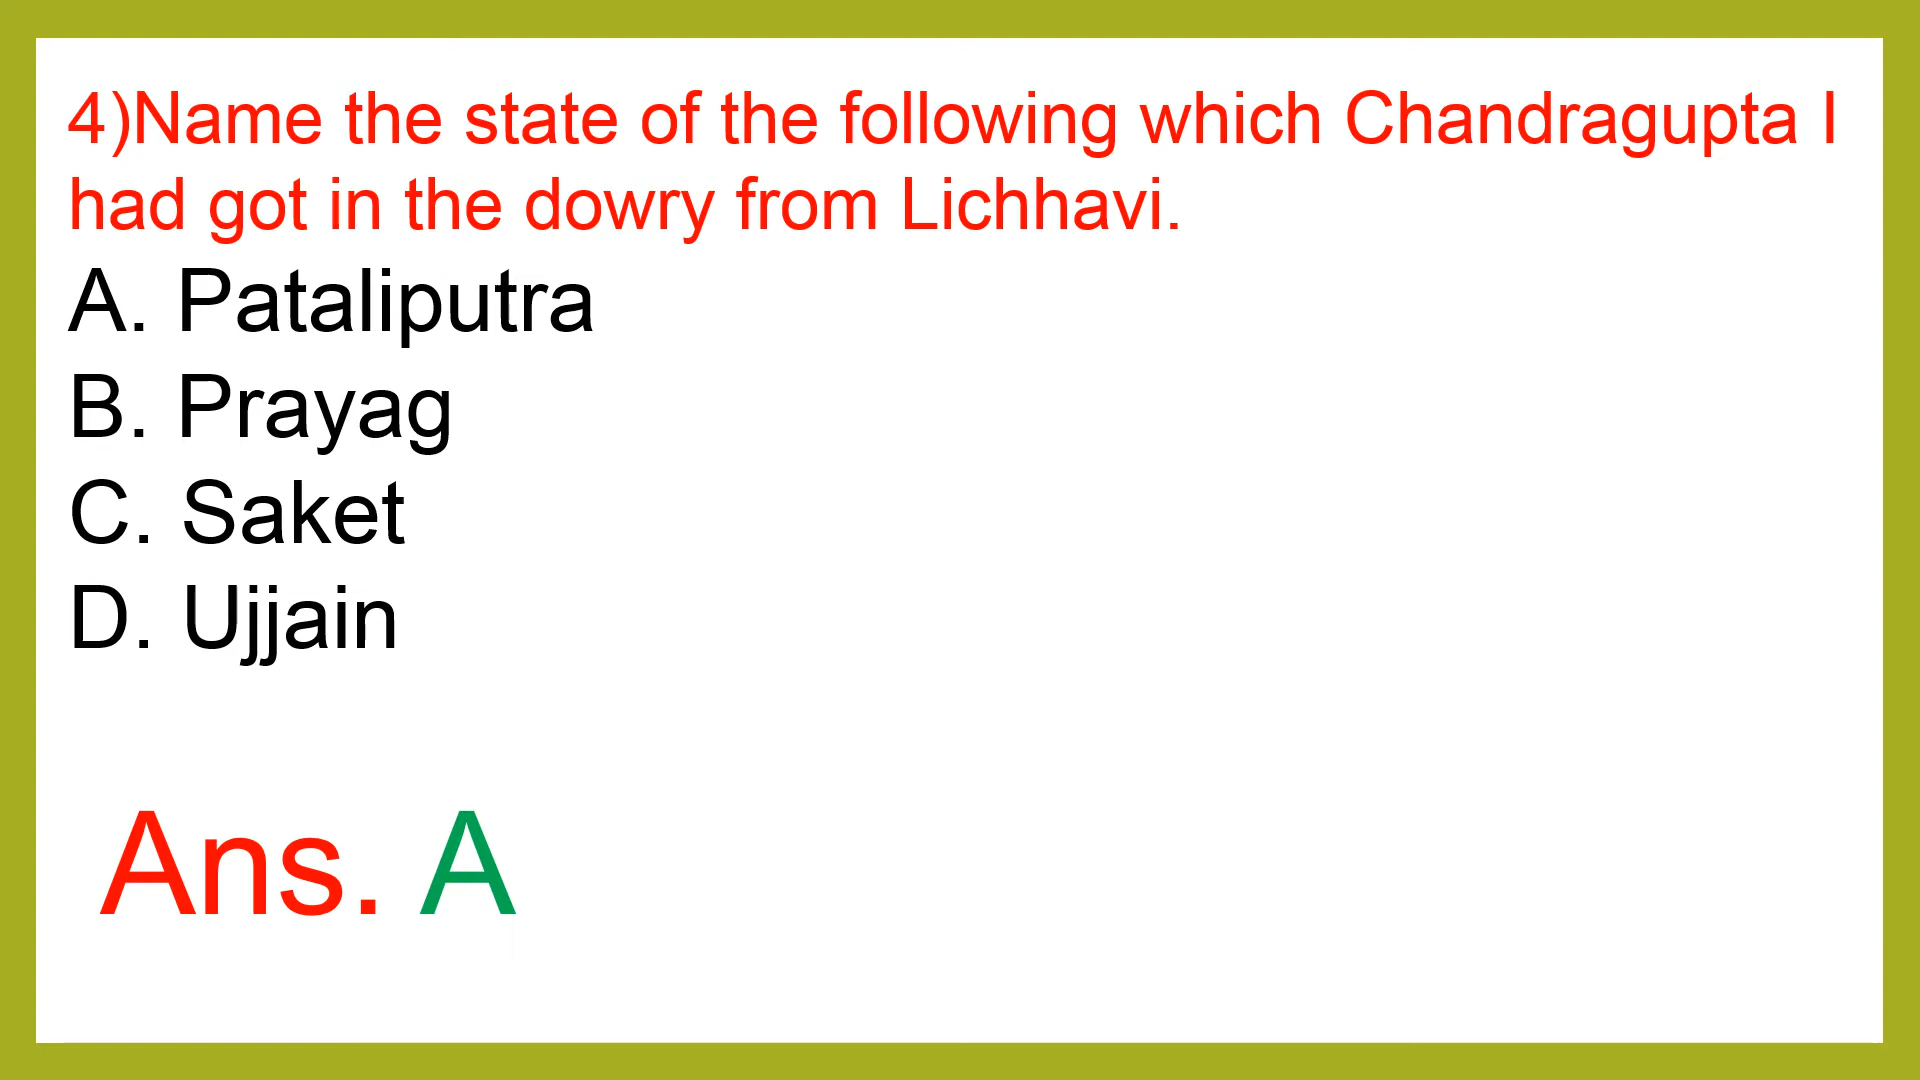 4)Name the state of the following which Chandragupta I
had got in the dowry from Lichhavi.
A. Pataliputra
B. Prayag
C. Saket
D. Ujjain
Ans. A